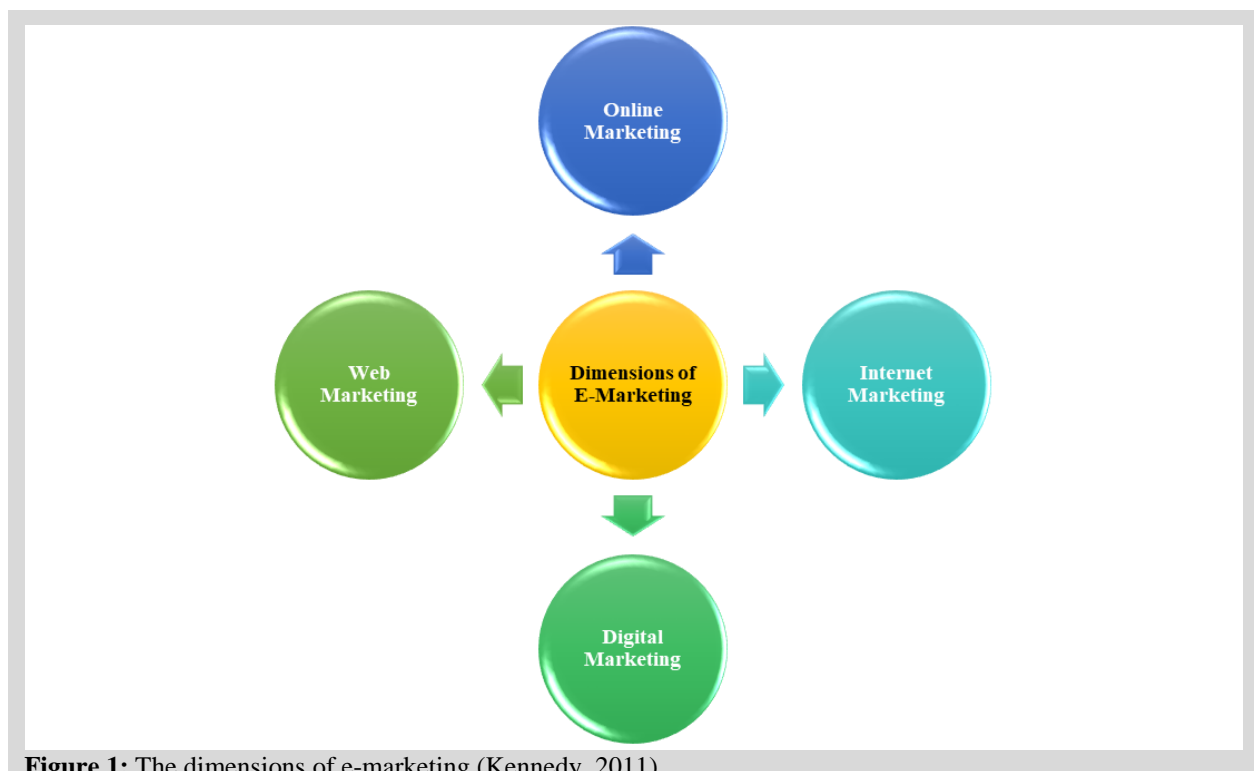 Online
Marketing
Web
Marketing
Dimensions of
E-Marketing
Internet
Marketing
Digital
Marketing
Figure 1: The dimensions of e-marketing (Kennedy, 2011)